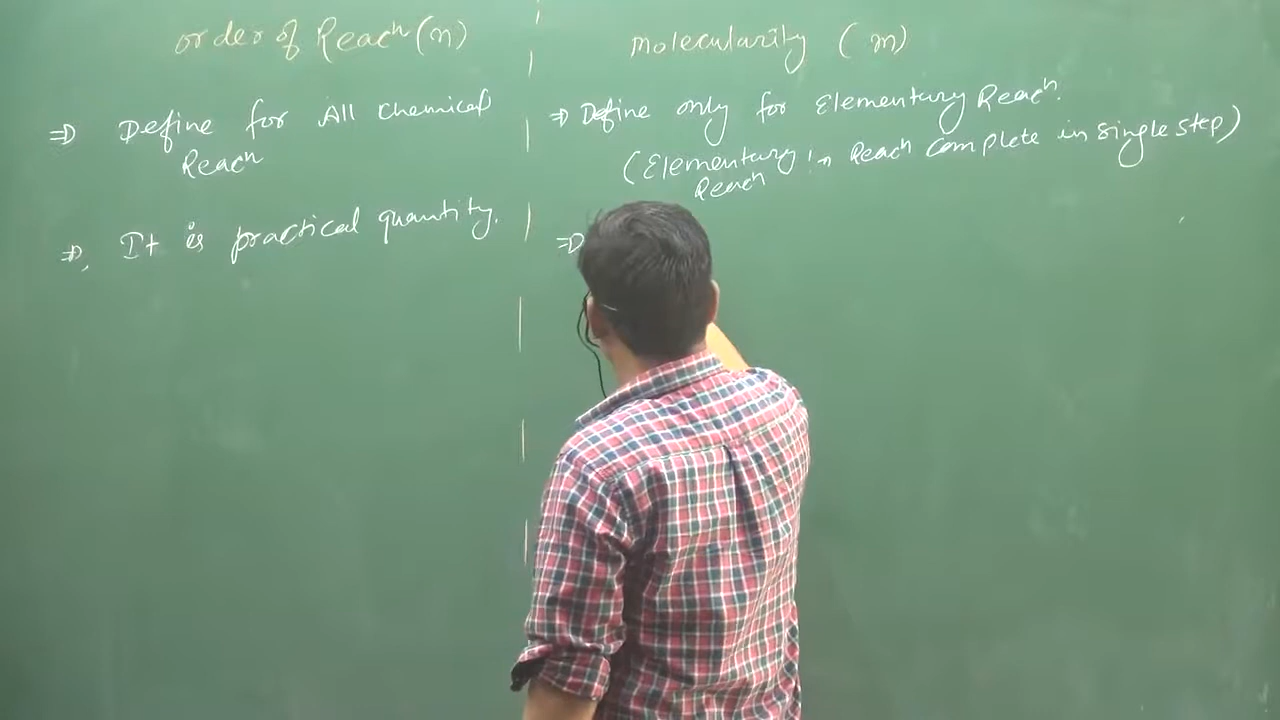 order of Reacn (n)
⇒ Define for All Chemical
Reacn
⇒. It is practical quantity.
Molecularity (m)
⇒ Define only for Elementary Reacn.
(Elementary in Reacn complete in single step)
Reacn
⇒